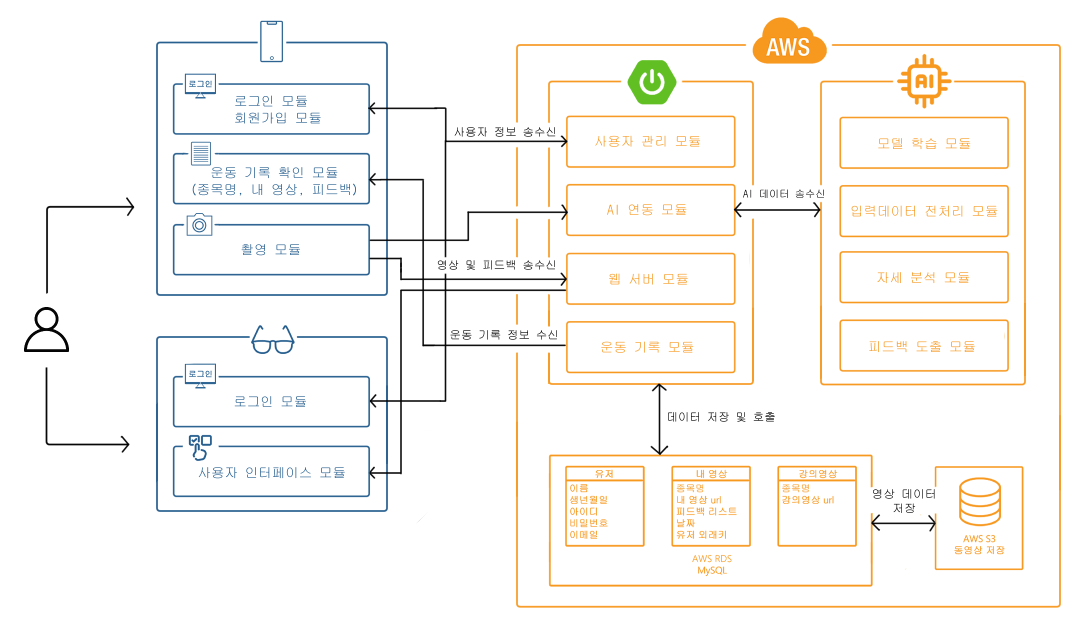 로그인
로그인 모듈
회원가입 모듈
운동 기록 확인 모듈
(종목명, 내 영상, 피드백)
촬영 모듈
로그인
로그인 모듈
사용자 인터페이스 모듈
사용자 정보 송수신
영상 및 피드백 송수신
운동 기록 정보 수신
AWS
사용자 관리 모듈
AI 연동 모듈
웹 서버 모듈
운동 기록 모듈
AI 데이터 송수신
AI
모델 학습 모듈
입력데이터 전처리 모듈
자세 분석 모듈
피드백 도출 모듈
데이터 저장 및 호출
유저
이름
생년월일
아이디
비밀번호
이메일
내 영상
종목명
내 영상 url
피드백 리스트
날짜
유저 외래키
강의영상
종목명
강의영상 url
AWS RDS
MySQL
영상 데이터
저장
AWS S3
동영상 저장